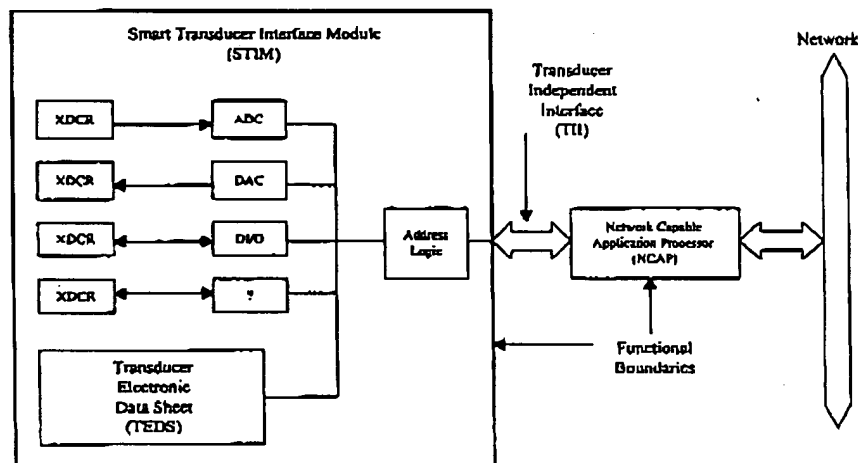 Smart Transducer Interface Module
(STIM)
Network
Transducer
Independent
Interface
(TII)
XDCR
ADC
XDCR
DAC
XDCR
DI/O
XDCR
?
Address
Logic
Network Capable
Application Processor
(NCAP)
Transducer
Electronic
Data Sheet
(TEDS)
Functional
Boundaries